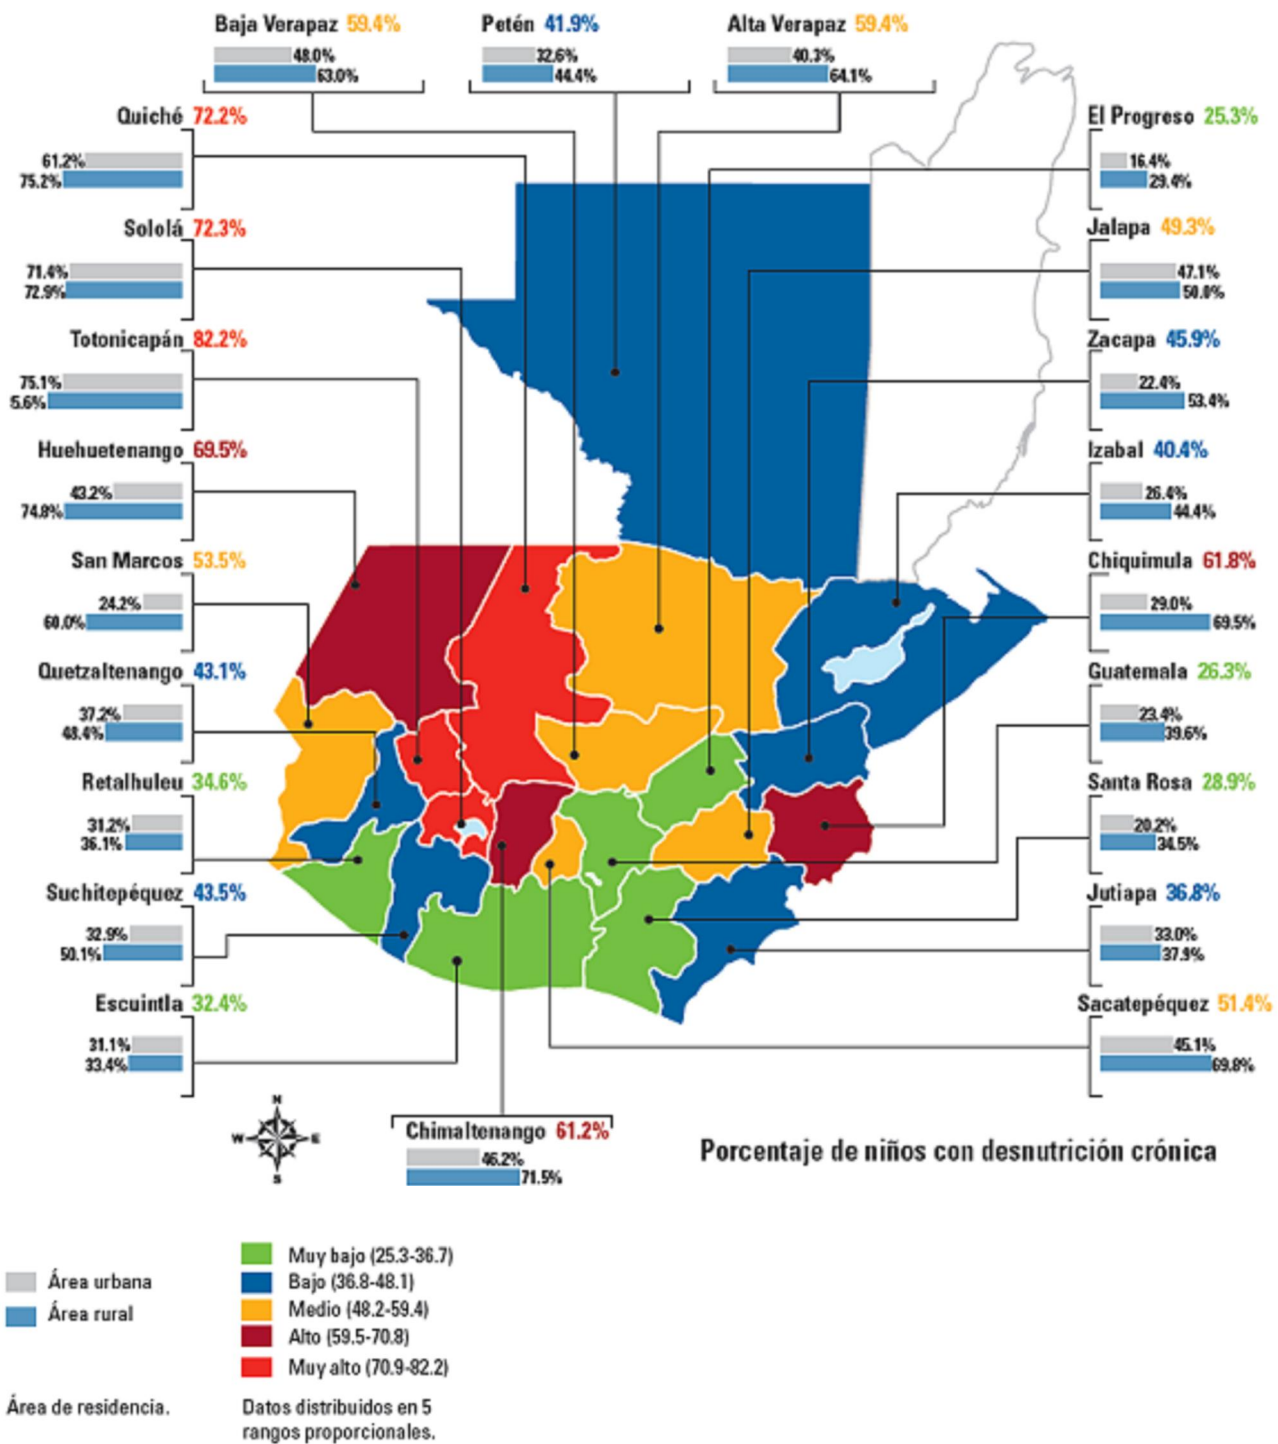 Baja Verapaz 59.4%
48.0%
63.0%
Petén 41.9%
32.6%
44.4%
Alta Verapaz 59.4%
40.3%
64.1%
Quiché 72.2%
61.2%
75.2%
Sololá 72.3%
71.4%
72.9%
Totonicapán 82.2%
75.1%
5.6%
Huehuetenango 69.5%
43.2%
74.8%
San Marcos 53.5%
24.2%
60.0%
Quetzaltenango 43.1%
37.2%
48.4%
Retalhuleu 34.6%
31.2%
36.1%
Suchitepéquez 43.5%
32.9%
50.1%
Escuintla 32.4%
31.1%
33.4%
El Progreso 25.3%
16.4%
29.4%
Jalapa 49.3%
47.1%
50.0%
Zacapa 45.9%
22.4%
53.4%
Izabal 40.4%
26.4%
44.4%
Chiquimula 61.8%
29.0%
69.5%
Guatemala 26.3%
23.4%
39.6%
Santa Rosa 28.9%
20.2%
34.5%
Jutiapa 36.8%
33.0%
37.9%
Sacatepéquez 51.4%
45.1%
69.8%
N
W E
S
Chimaltenango 61.2%
46.2%
71.5%
Porcentaje de niños con desnutrición crónica
Área urbana
Área rural
Área de residencia.
Muy bajo (25.3-36.7)
Bajo (36.8-48.1)
Medio (48.2-59.4)
Alto (59.5-70.8)
Muy alto (70.9-82.2)
Datos distribuidos en 5
rangos proporcionales.